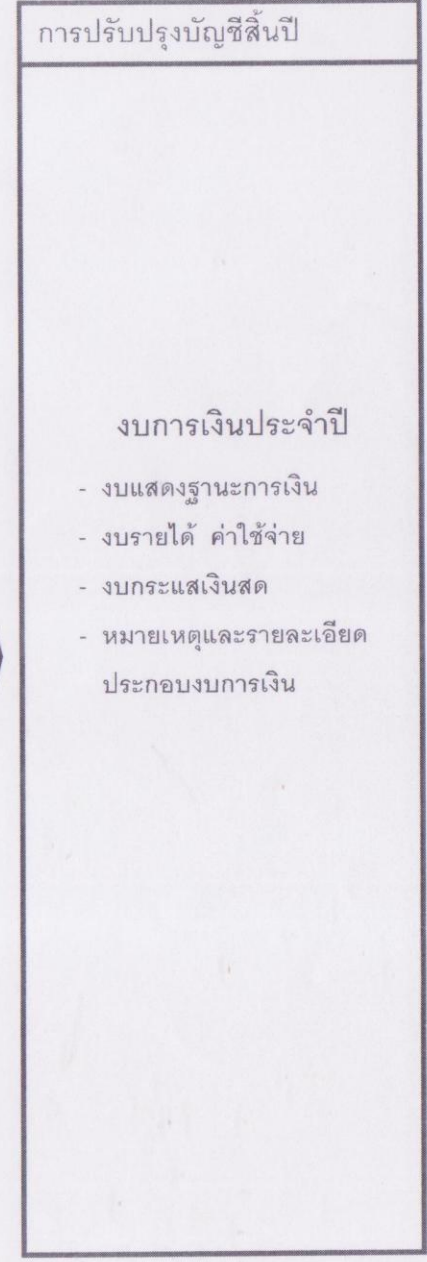 การปรับปรุงบัญชีสิ้นปี
งบการเงินประจำปี
- งบแสดงฐานะการเงิน
- งบรายได้ ค่าใช้จ่าย
- งบกระแสเงินสด
- หมายเหตุและรายละเอียด
ประกอบงบการเงิน